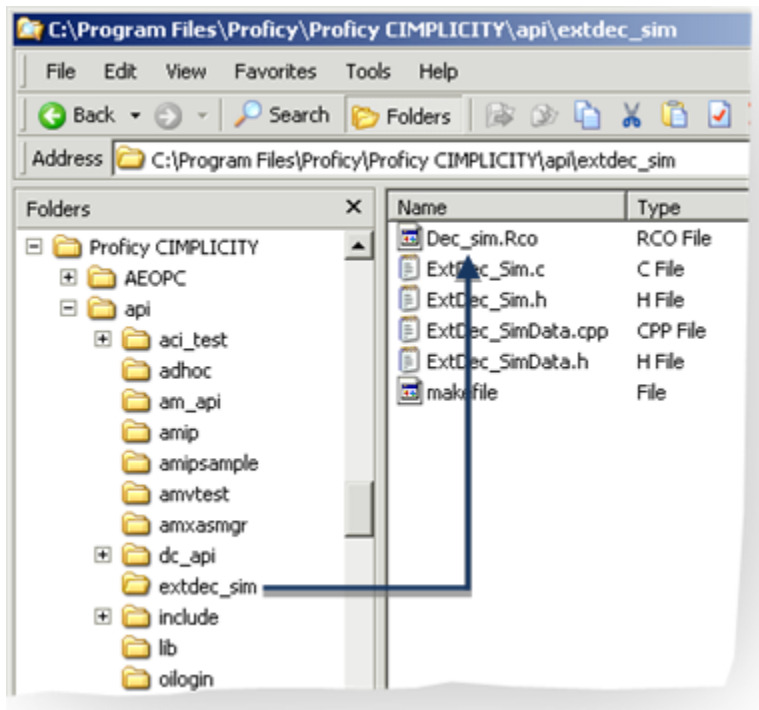 C:\Program Files\Proficy\Proficy CIMPLICITY\api\extdec_sim
File Edit View Favorites Tools Help
Back Search Folders
Address C:\Program Files\Proficy\Proficy CIMPLICITY\api\extdec_sim
Folders
Proficy CIMPLICITY
AEOPC
api
aci_test
adhoc
am_api
amip
amipsample
amvtest
amxasmgr
dc_api
extdec_sim
include
lib
oilogin
Name Type
Dec_sim.Rco RCO File
ExtDec_Sim.c C File
ExtDec_Sim.h H File
ExtDec_SimData.cpp CPP File
ExtDec_SimData.h H File
makefile File